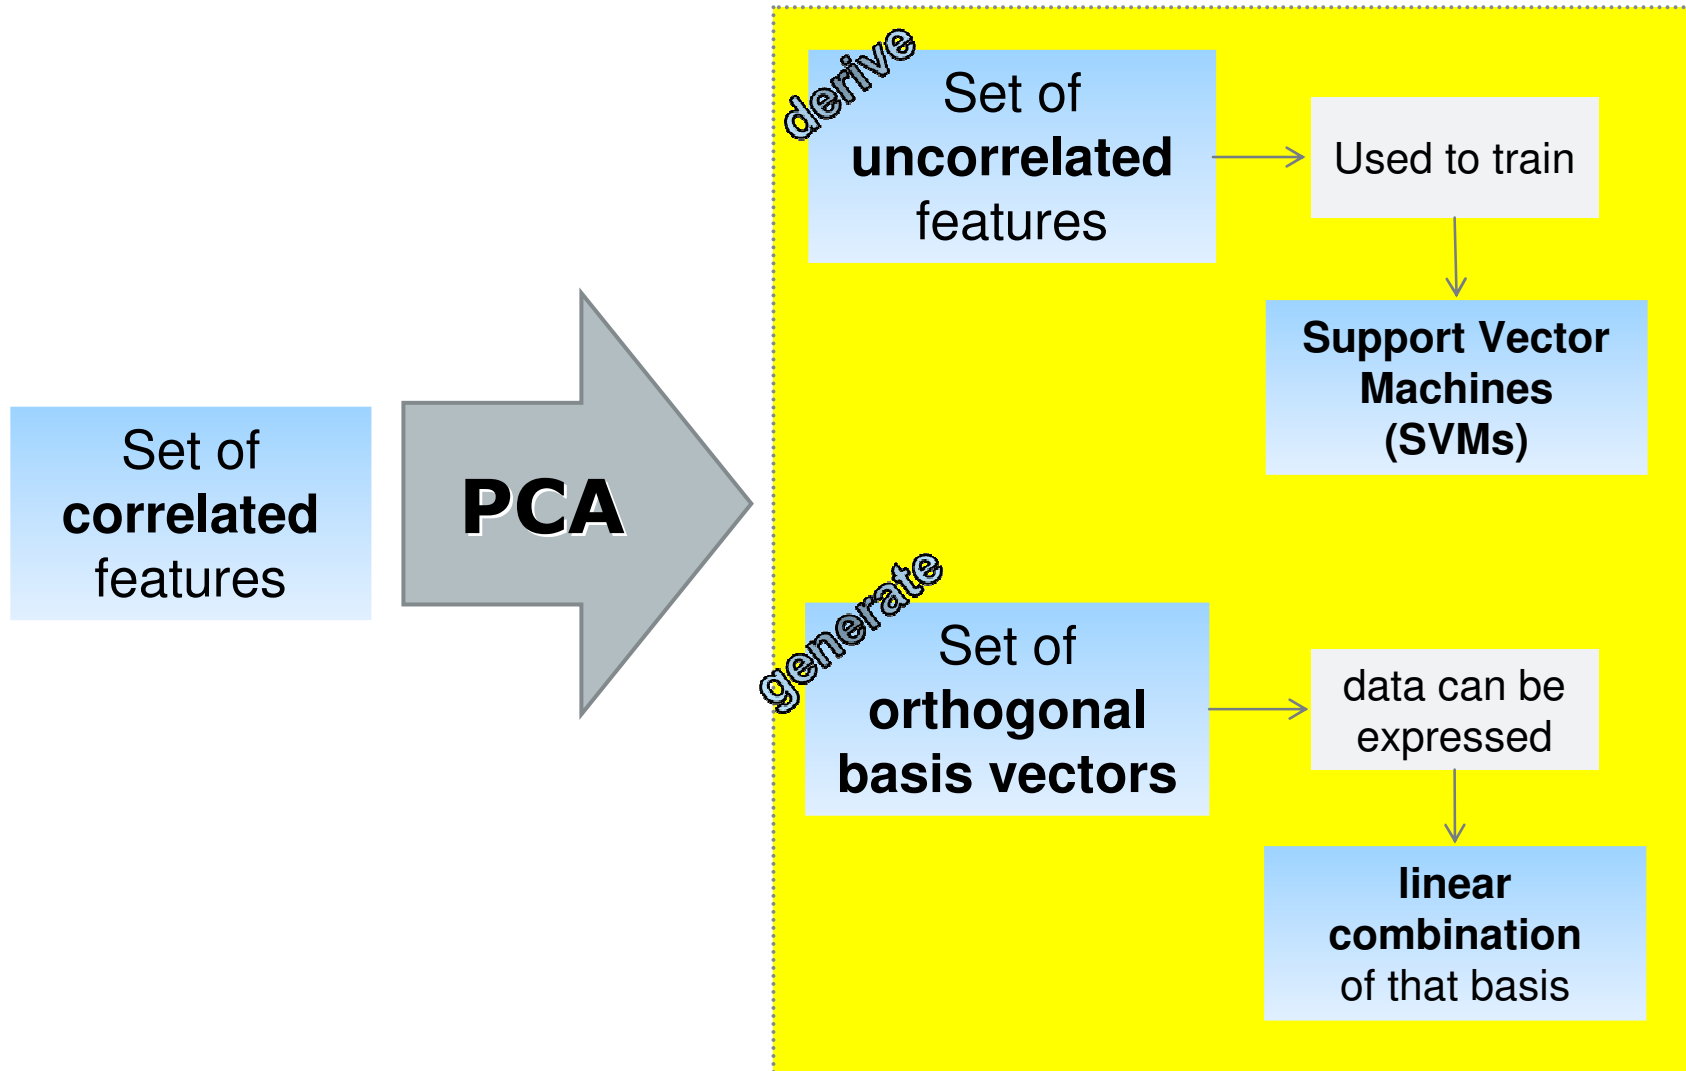 Set of
correlated
features
PCA
derive
Set of
uncorrelated
features
Used to train
Support Vector
Machines
(SVMs)
generate
Set of
orthogonal
basis vectors
data can be
expressed
linear
combination
of that basis